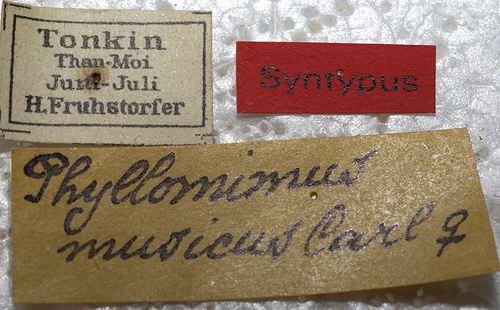 Tonkin
Than-Moi
Juni-Juli
H. Fruhstorfer
Syntypus
Phyllomimus
musicus Carl ♀